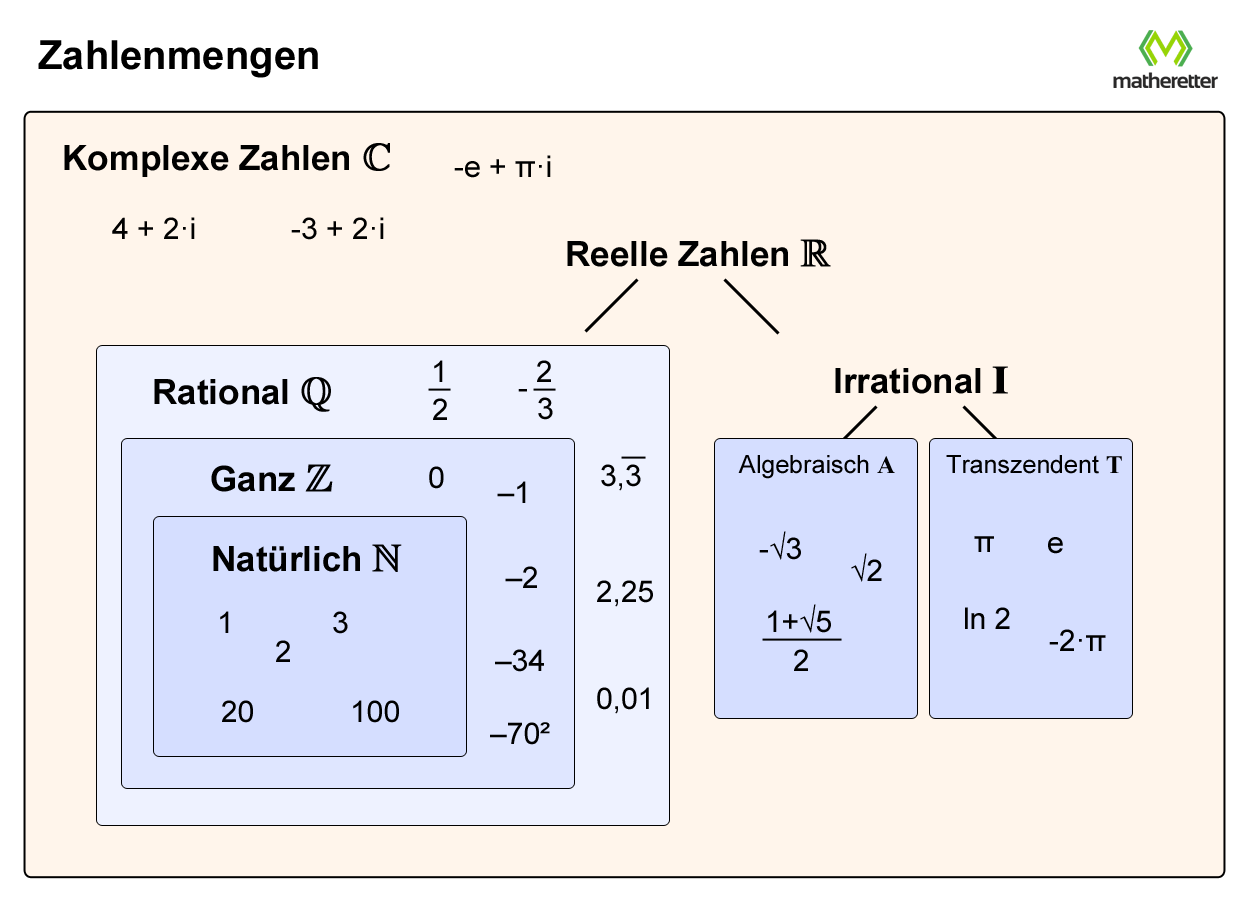 Zahlenmengen
matheretter
Komplexe Zahlen ℂ
-e + π·i
4 + 2·i
-3 + 2·i
Reelle Zahlen ℝ
Rational ℚ
1/2
-2/3
Irrational 𝐈
Ganz ℤ
0
–1
3,3̅
Algebraisch 𝐀
Transzendent 𝐓
Natürlich ℕ
–2
2,25
-√3
√2
π
e
1
3
2
(1+√5)/2
ln 2
-2·π
–34
0,01
20
100
–70²